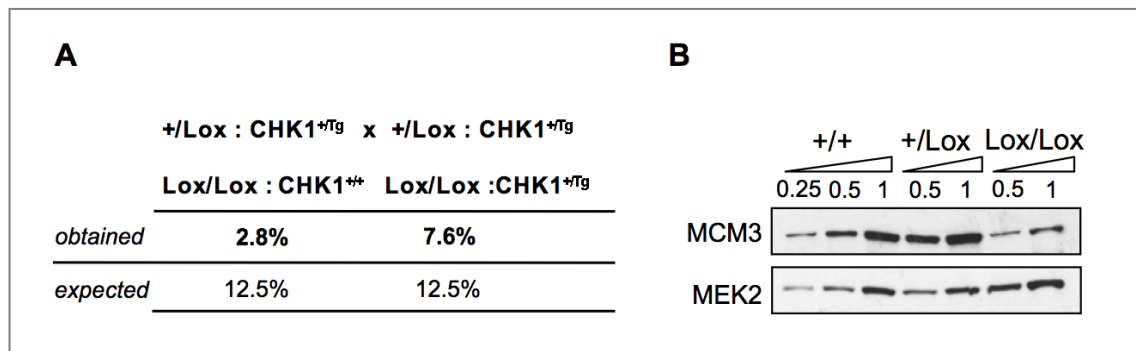 A
+/Lox : CHK1+/Tg x +/Lox : CHK1+/Tg
Lox/Lox : CHK1+/+ Lox/Lox :CHK1+/Tg
obtained 2.8% 7.6%
expected 12.5% 12.5%
B
+/+ +/Lox Lox/Lox
0.25 0.5 1 0.5 1 0.5 1
MCM3
MEK2